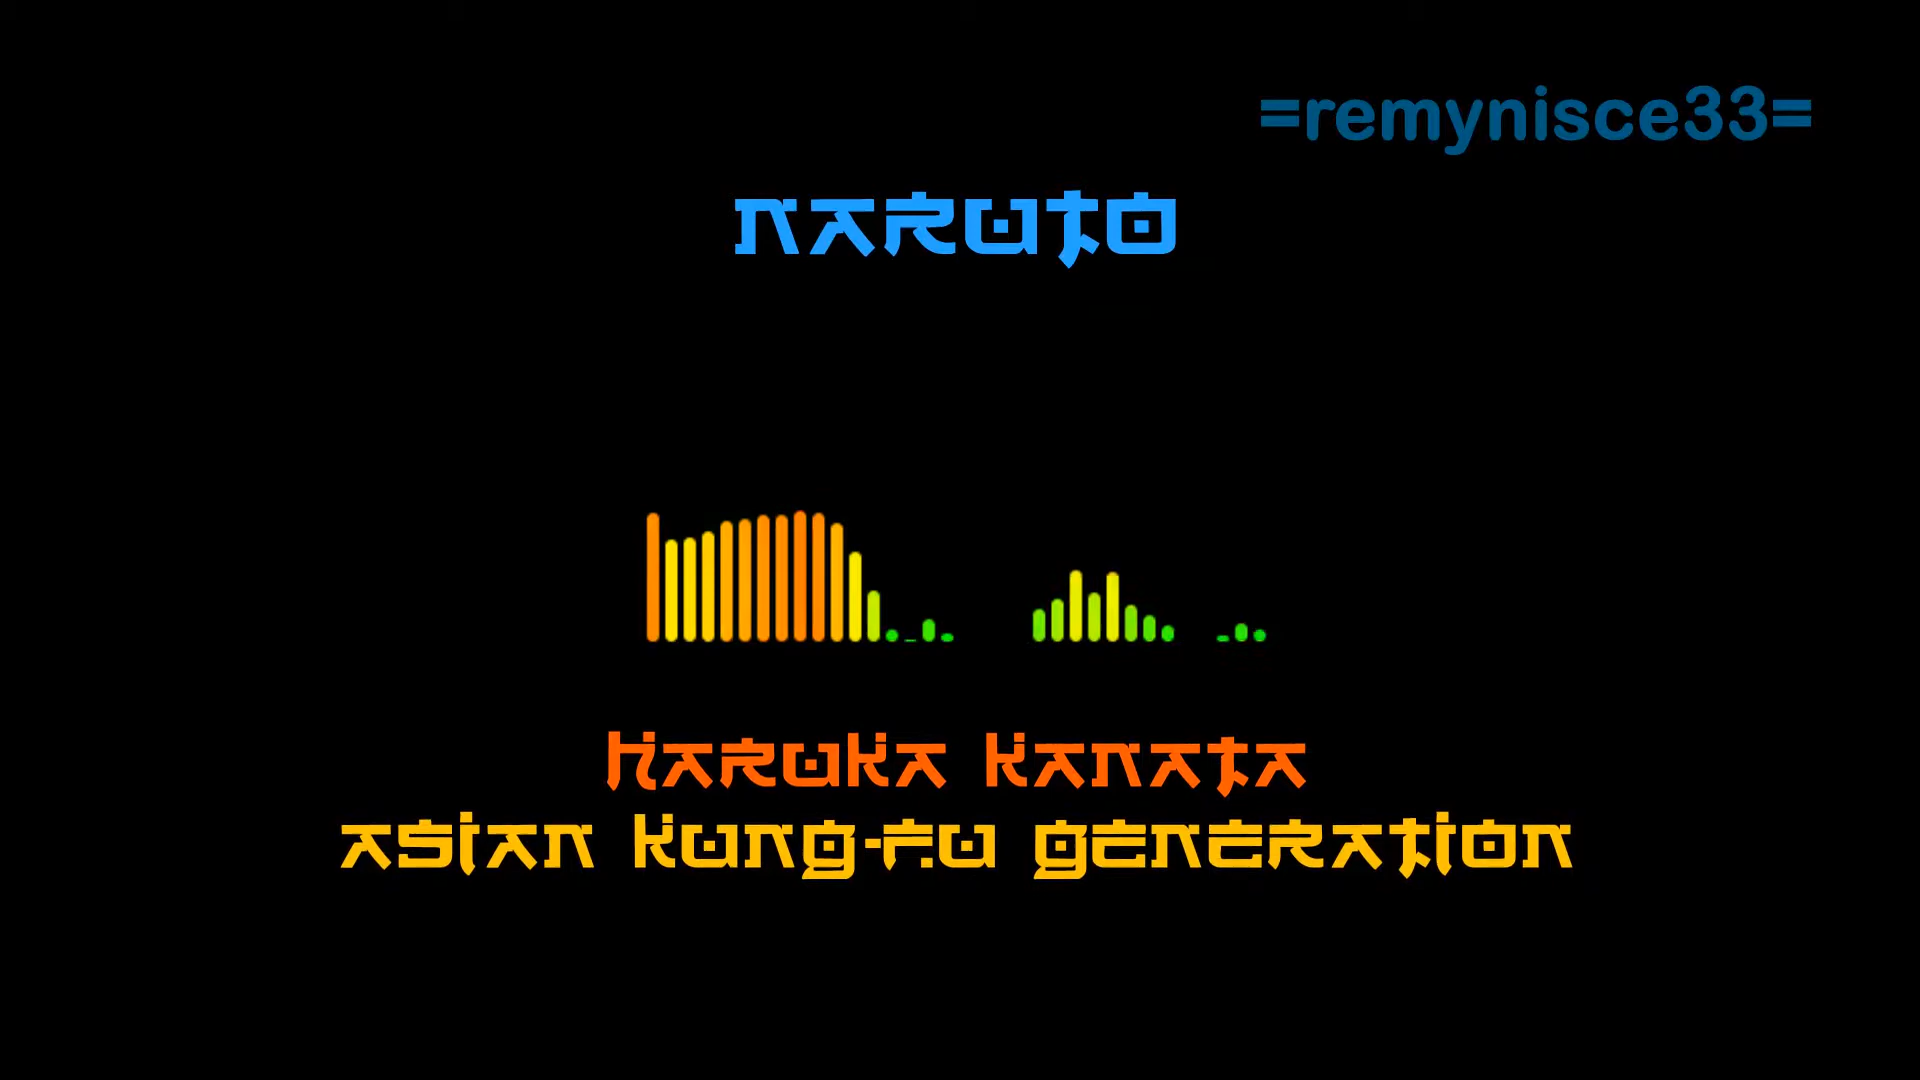 =remynisce33=
NARUTO
HARUKA KANATA
ASIAN KUNG-FU GENERATION